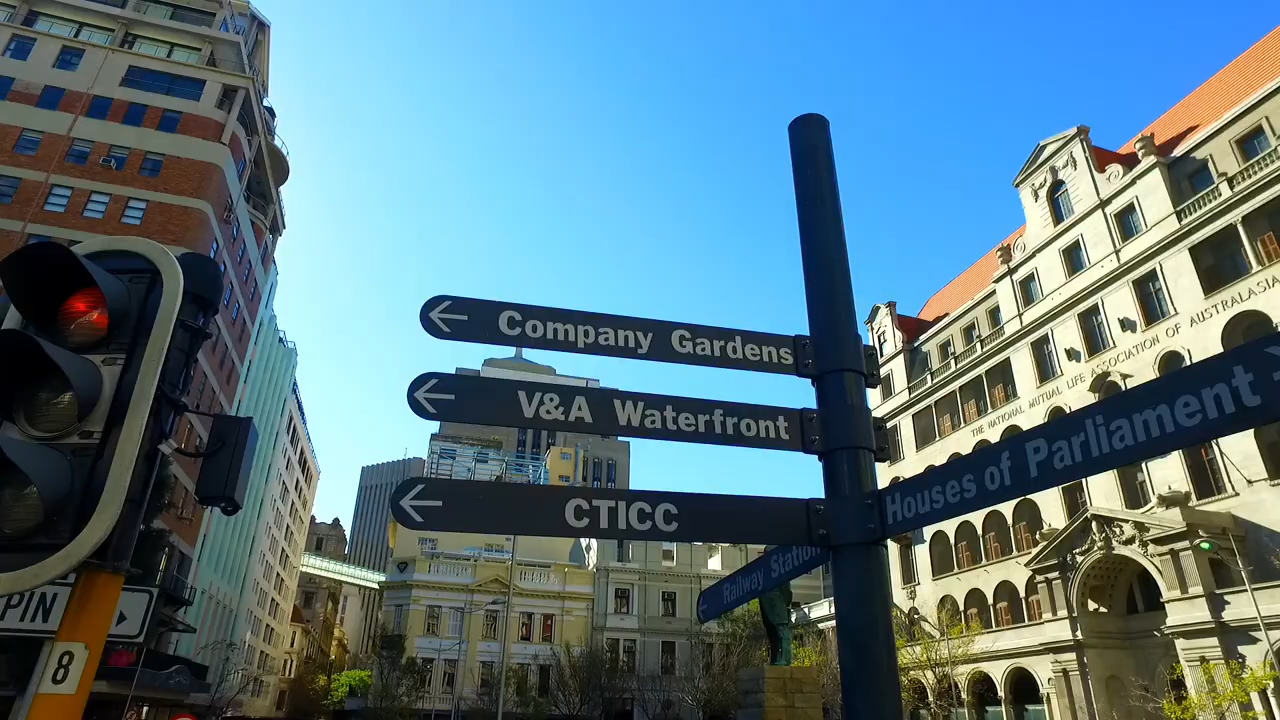 Company Gardens
V&A Waterfront
CTICC
Railway Station
Houses of Parliament
THE NATIONAL MUTUAL LIFE ASSOCIATION OF AUSTRALASIA
PIN
8